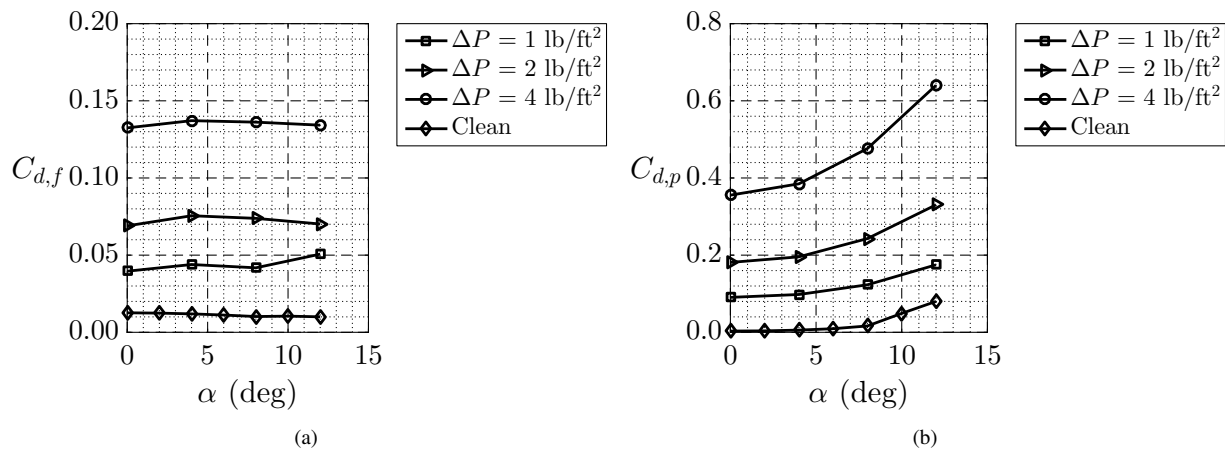 0.20
0.15
0.10
0.05
0.00
C_{d,f}
0 5 10 15
α (deg)
(a)
ΔP = 1 lb/ft²
ΔP = 2 lb/ft²
ΔP = 4 lb/ft²
Clean
0.8
0.6
0.4
0.2
0.0
C_{d,p}
0 5 10 15
α (deg)
(b)
ΔP = 1 lb/ft²
ΔP = 2 lb/ft²
ΔP = 4 lb/ft²
Clean